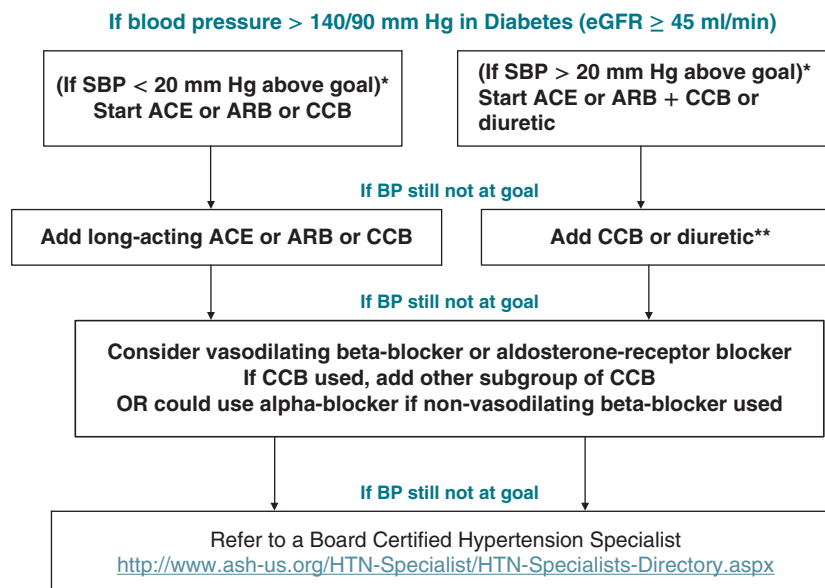 If blood pressure > 140/90 mm Hg in Diabetes (eGFR ≥ 45 ml/min)
(If SBP < 20 mm Hg above goal)*
Start ACE or ARB or CCB
(If SBP > 20 mm Hg above goal)*
Start ACE or ARB + CCB or
diuretic
If BP still not at goal
Add long-acting ACE or ARB or CCB
Add CCB or diuretic**
If BP still not at goal
Consider vasodilating beta-blocker or aldosterone-receptor blocker
If CCB used, add other subgroup of CCB
OR could use alpha-blocker if non-vasodilating beta-blocker used
If BP still not at goal
Refer to a Board Certified Hypertension Specialist
http://www.ash-us.org/HTN-Specialist/HTN-Specialists-Directory.aspx